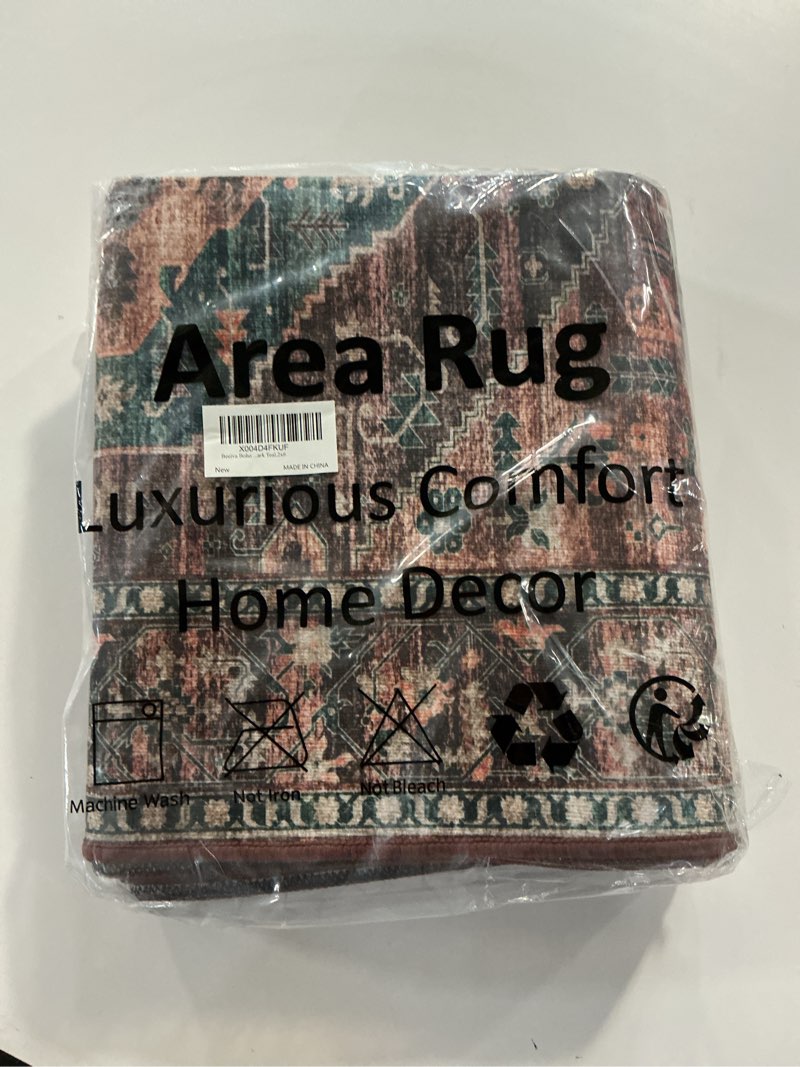 Area Rug
X004D4FKUF
New
MADE IN CHINA
Luxurious Comfort
Home Decor
Machine Wash
Not Iron
Not Bleach